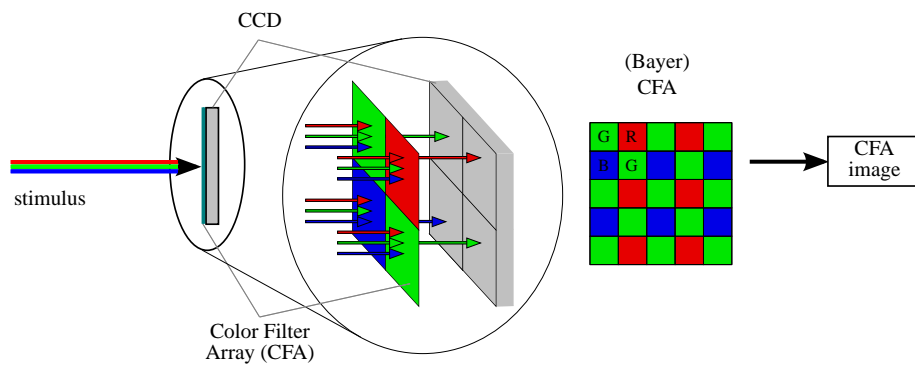 CCD
(Bayer)
CFA
G R
B G
CFA
image
stimulus
Color Filter
Array (CFA)